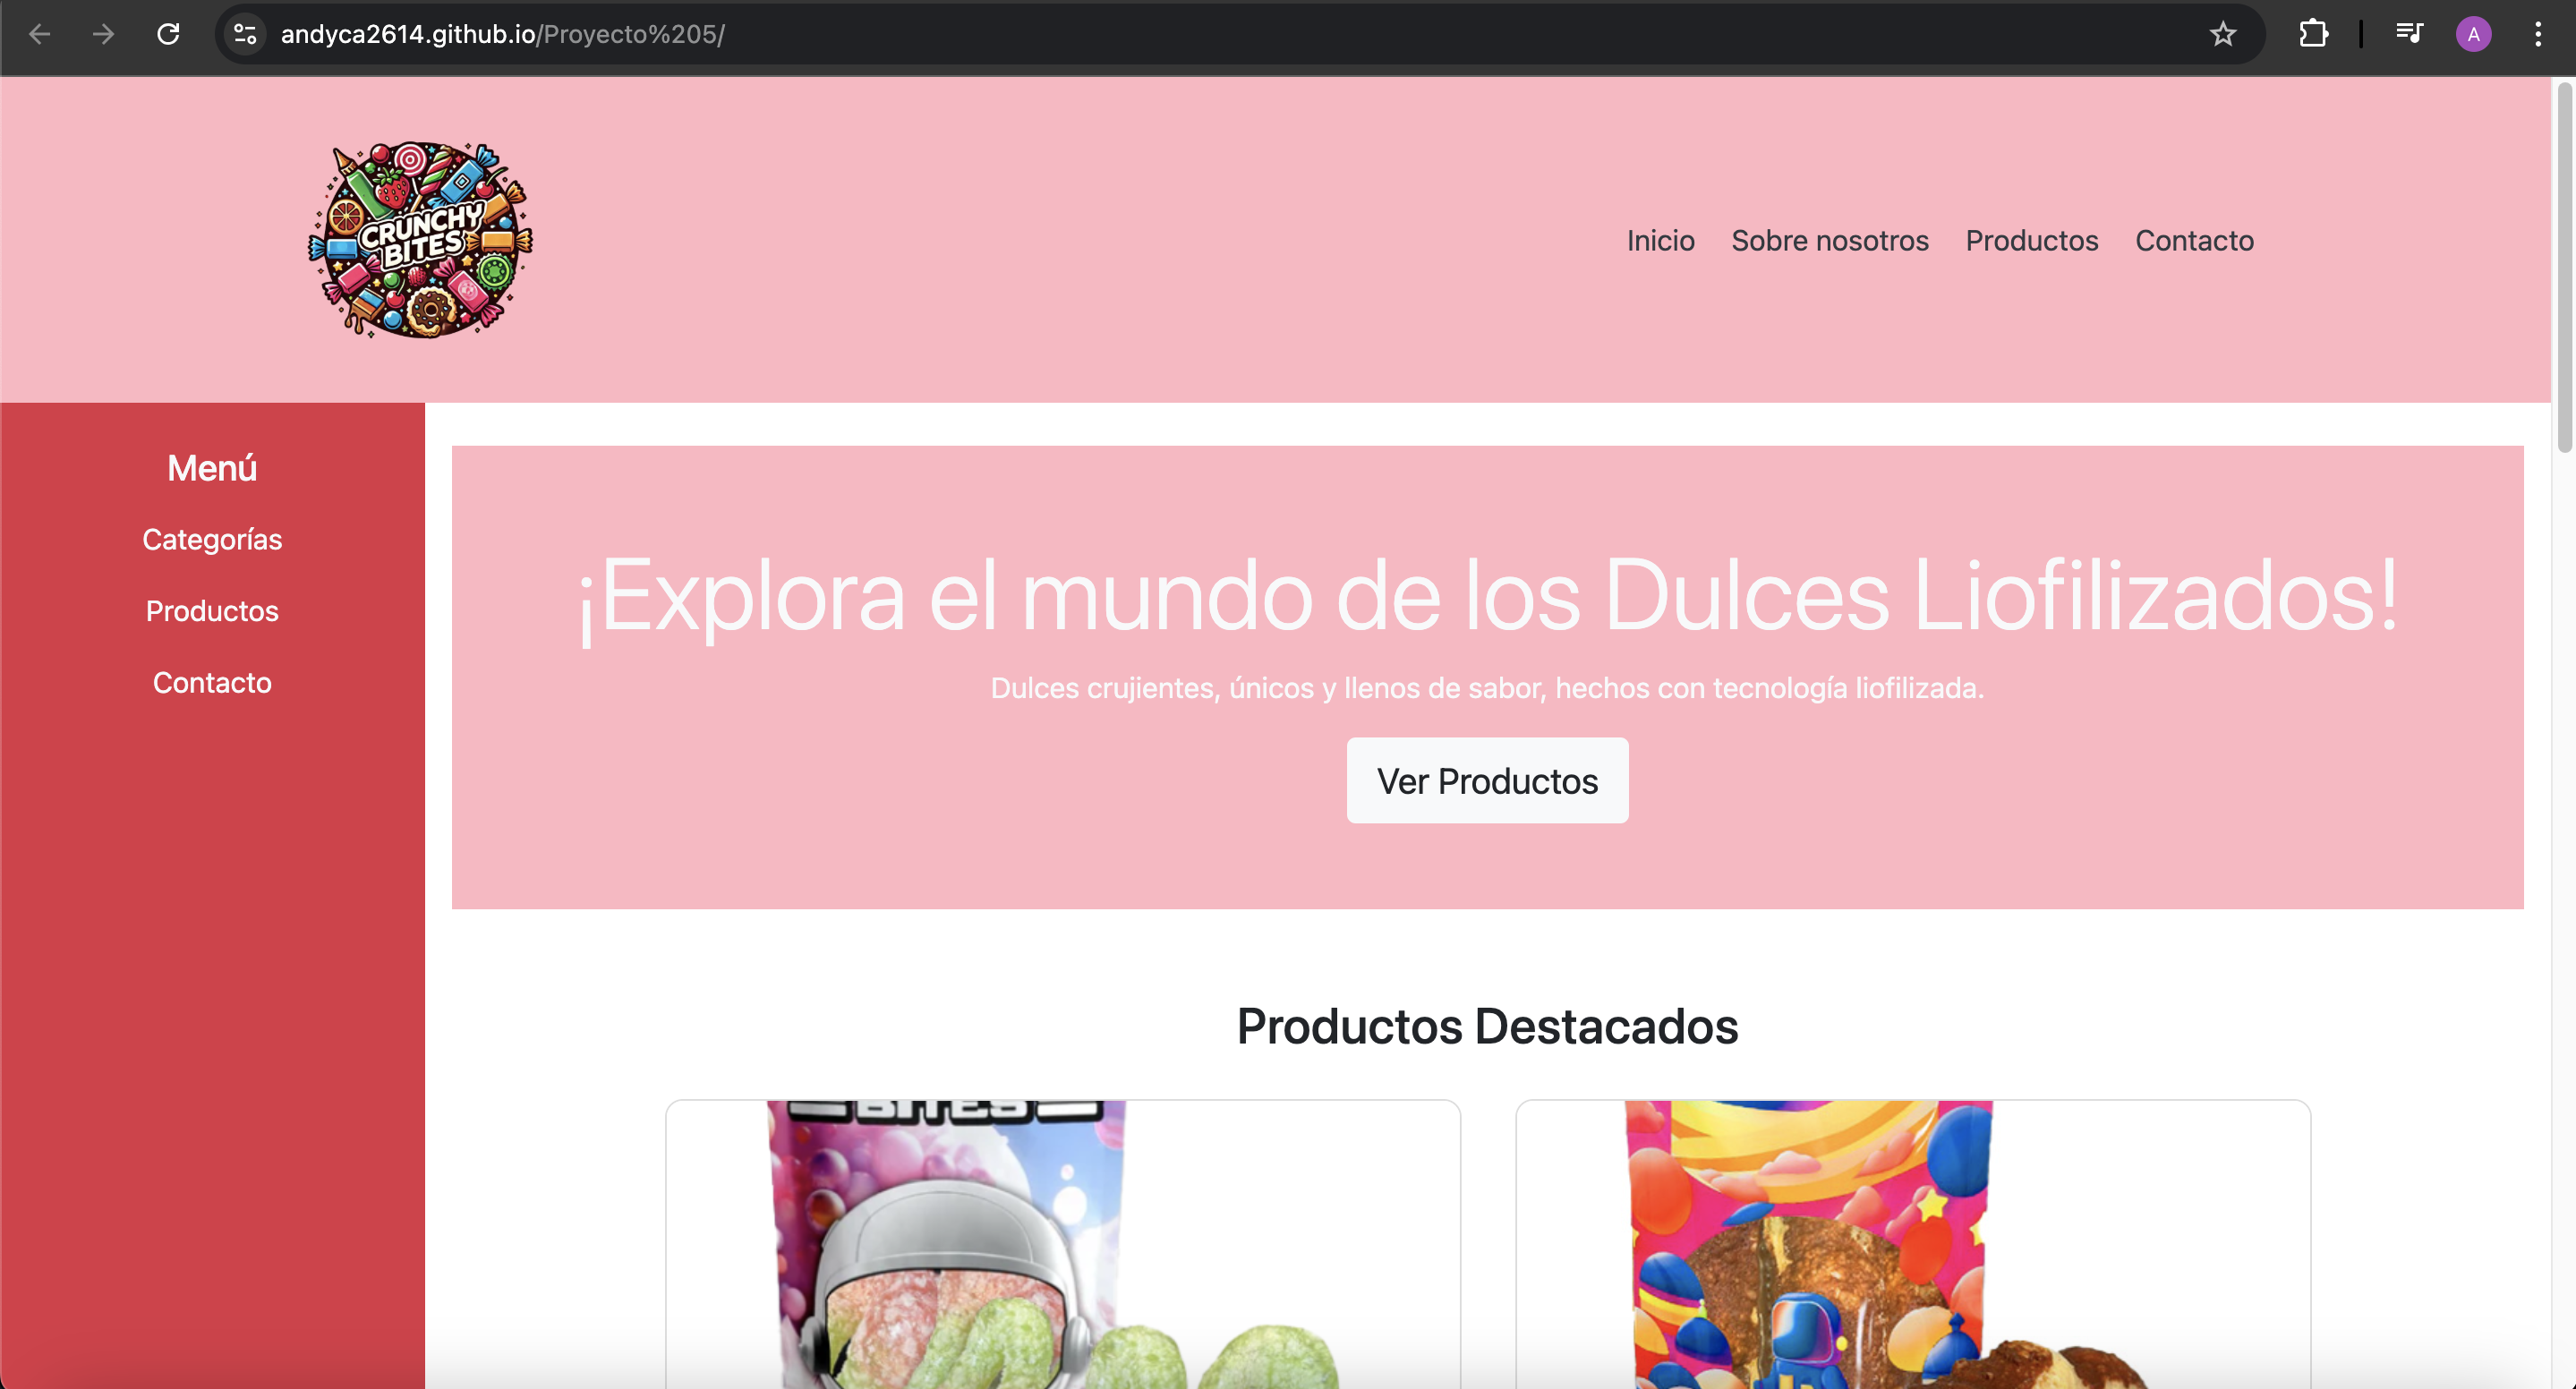 andyca2614.github.io/Proyecto%205/
A
CRUNCHY
BITES
Inicio Sobre nosotros Productos Contacto
Menú
Categorías
Productos
Contacto
¡Explora el mundo de los Dulces Liofilizados!
Dulces crujientes, únicos y llenos de sabor, hechos con tecnología liofilizada.
Ver Productos
Productos Destacados
BITES